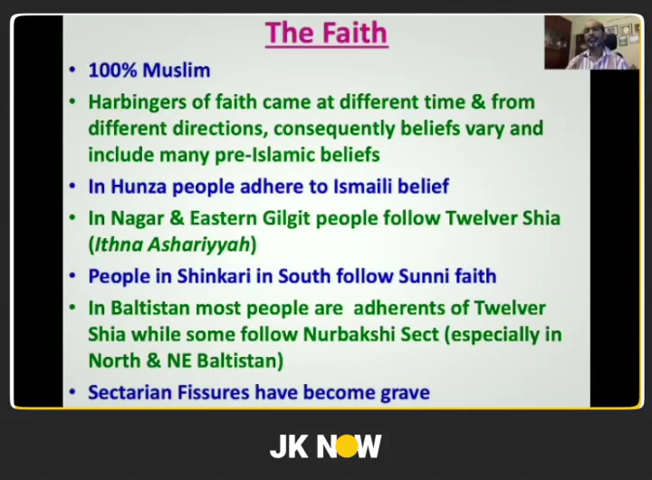 The Faith
• 100% Muslim
• Harbingers of faith came at different time & from
different directions, consequently beliefs vary and
include many pre-Islamic beliefs
• In Hunza people adhere to Ismaili belief
• In Nagar & Eastern Gilgit people follow Twelver Shia
(Ithna Ashariyyah)
• People in Shinkari in South follow Sunni faith
• In Baltistan most people are adherents of Twelver
Shia while some follow Nurbakshi Sect (especially in
North & NE Baltistan)
• Sectarian Fissures have become grave
JK NOW